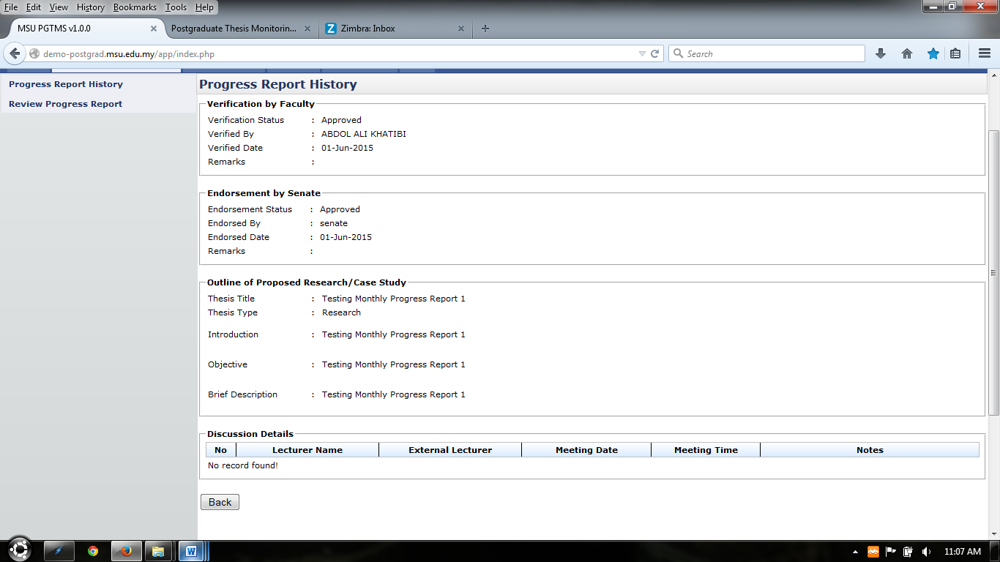 File Edit View History Bookmarks Tools Help
MSU PGTMS v1.0.0 Postgraduate Thesis Monitorin... Zimbra: Inbox
demo-postgrad.msu.edu.my/app/index.php Search
Progress Report History
Review Progress Report
Progress Report History
Verification by Faculty
Verification Status : Approved
Verified By : ABDOL ALI KHATIBI
Verified Date : 01-Jun-2015
Remarks :
Endorsement by Senate
Endorsement Status : Approved
Endorsed By : senate
Endorsed Date : 01-Jun-2015
Remarks :
Outline of Proposed Research/Case Study
Thesis Title : Testing Monthly Progress Report 1
Thesis Type : Research
Introduction : Testing Monthly Progress Report 1
Objective : Testing Monthly Progress Report 1
Brief Description : Testing Monthly Progress Report 1
Discussion Details
No Lecturer Name External Lecturer Meeting Date Meeting Time Notes
No record found!
Back
11:07 AM